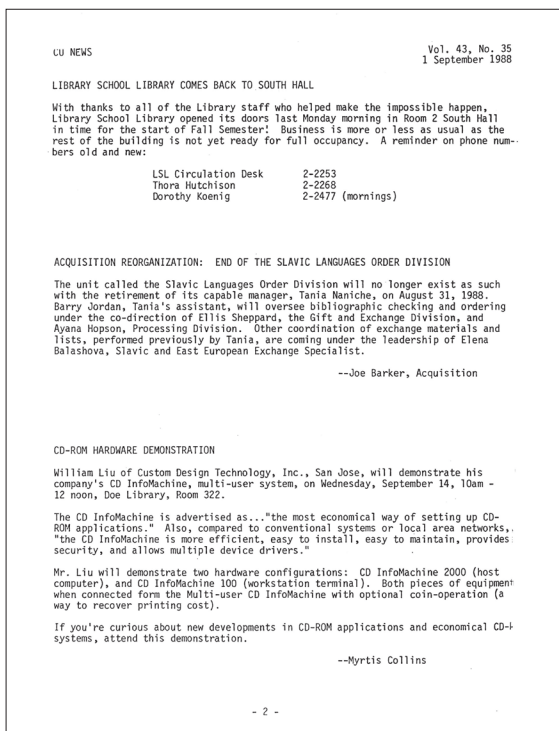 CU NEWS
Vol. 43, No. 35
1 September 1988
LIBRARY SCHOOL LIBRARY COMES BACK TO SOUTH HALL
With thanks to all of the Library staff who helped make the impossible happen,
Library School Library opened its doors last Monday morning in Room 2 South Hall
in time for the start of Fall Semester! Business is more or less as usual as the
rest of the building is not yet ready for full occupancy. A reminder on phone num-
bers old and new:
LSL Circulation Desk 2-2253
Thora Hutchison 2-2268
Dorothy Koenig 2-2477 (mornings)
ACQUISITION REORGANIZATION: END OF THE SLAVIC LANGUAGES ORDER DIVISION
The unit called the Slavic Languages Order Division will no longer exist as such
with the retirement of its capable manager, Tania Naniche, on August 31, 1988.
Barry Jordan, Tania's assistant, will oversee bibliographic checking and ordering
under the co-direction of Ellis Sheppard, the Gift and Exchange Division, and
Ayana Hopson, Processing Division. Other coordination of exchange materials and
lists, performed previously by Tania, are coming under the leadership of Elena
Balashova, Slavic and East European Exchange Specialist.
--Joe Barker, Acquisition
CD-ROM HARDWARE DEMONSTRATION
William Liu of Custom Design Technology, Inc., San Jose, will demonstrate his
company's CD InfoMachine, multi-user system, on Wednesday, September 14, 10am -
12 noon, Doe Library, Room 322.
The CD InfoMachine is advertised as..."the most economical way of setting up CD-
ROM applications." Also, compared to conventional systems or local area networks,
"the CD InfoMachine is more efficient, easy to install, easy to maintain, provides
security, and allows multiple device drivers."
Mr. Liu will demonstrate two hardware configurations: CD InfoMachine 2000 (host
computer), and CD InfoMachine 100 (workstation terminal). Both pieces of equipment
when connected form the Multi-user CD InfoMachine with optional coin-operation (a
way to recover printing cost).
If you're curious about new developments in CD-ROM applications and economical CD-
systems, attend this demonstration.
--Myrtis Collins
- 2 -